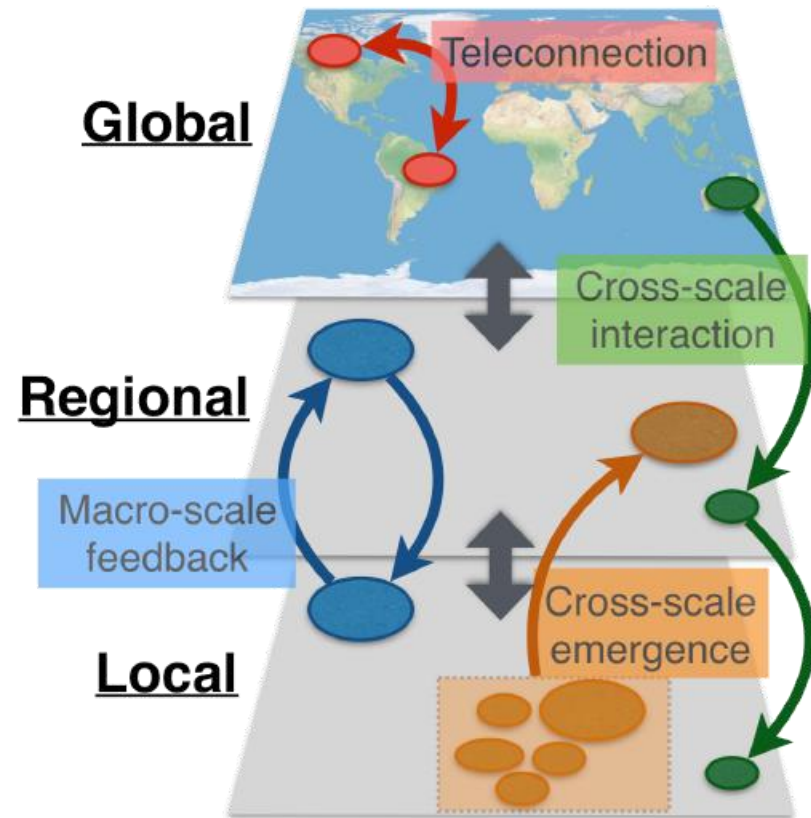 Teleconnection
Global
Cross-scale
interaction
Regional
Macro-scale
feedback
Cross-scale
emergence
Local